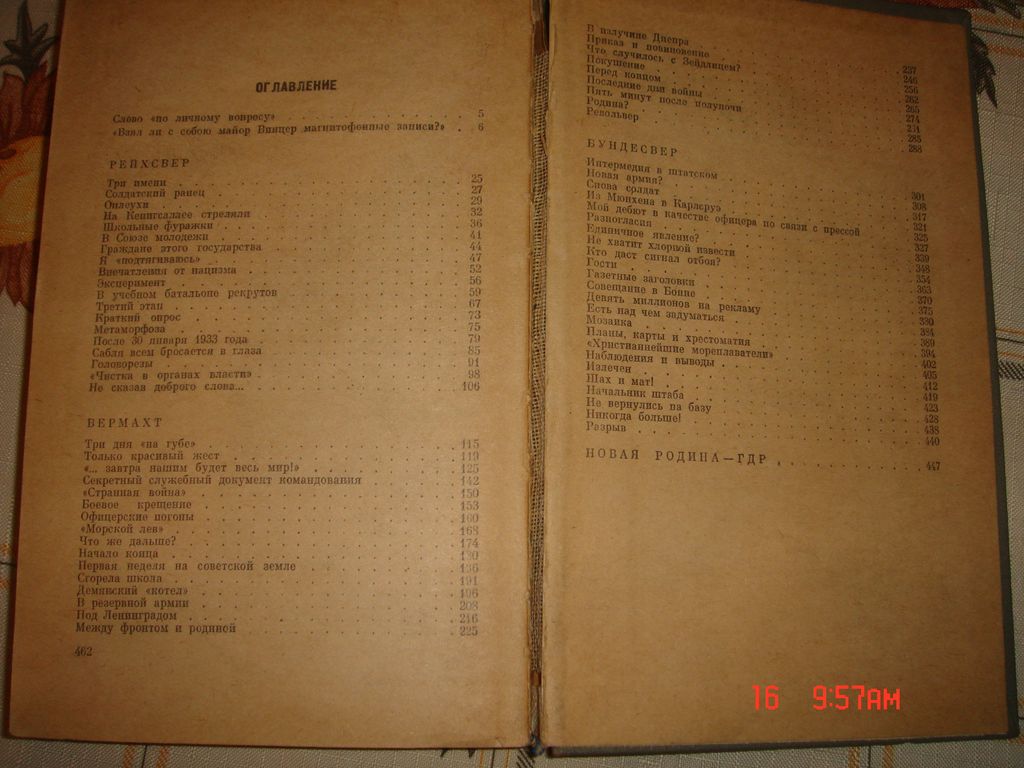 ОГЛАВЛЕНИЕ
Слово «по личному вопросу» . . . . . 5
«Взял ли с собою майор Винцер магнитофонные записи?» . 6
РЕЙХСВЕР
Три имени . . . . . 25
Солдатский ранец . . . . . 27
Оплеухи . . . . . 29
На Кенигсаллее стреляли . . . . . 32
Школьные фуражки . . . . . 36
В Союзе молодежи . . . . . 41
Граждане этого государства . . . . . 44
Я «подтягиваюсь» . . . . . 47
Впечатления от нацизма . . . . . 52
Эксперимент . . . . . 56
В учебном батальоне рекрутов . . . . . 59
Третий этап . . . . . 67
Краткий опрос . . . . . 73
Метаморфоза . . . . . 75
После 30 января 1933 года . . . . . 79
Сабля всем бросается в глаза . . . . . 85
Головорезы . . . . . 91
«Чистка в органах власти» . . . . . 98
Не сказав доброго слова... . . . . . 106
ВЕРМАХТ
Три дня «на губе» . . . . . 115
Только красивый жест . . . . . 119
«... завтра нашим будет весь мир!» . . . . . 125
Секретный служебный документ командования . . . . . 142
«Странная война» . . . . . 150
Боевое крещение . . . . . 153
Офицерские погоны . . . . . 160
«Морской лев» . . . . . 168
Что же дальше? . . . . . 174
Начало конца . . . . . 180
Первая неделя на советской земле . . . . . 186
Сгорела школа . . . . . 191
Демянский «котел» . . . . . 196
В резервной армии . . . . . 208
Под Ленинградом . . . . . 216
Между фронтом и родиной . . . . . 225
462
В излучине Днепра . . . . . 237
Приказ и повиновение . . . . . 246
Что случилось с Зейдлицем? . . . . . 256
Покушение . . . . . 262
Перед концом . . . . . 265
Последние дни войны . . . . . 274
Пять минут после полуночи . . . . .
Родина? . . . . . 285
Револьвер . . . . . 288
БУНДЕСВЕР
Интермедия в штатском . . . . . 301
Новая армия? . . . . . 308
Снова солдат . . . . . 317
Из Мюнхена в Карлсруэ . . . . . 321
Мой дебют в качестве офицера по связи с прессой . . . . . 325
Разногласия . . . . . 327
Единичное явление? . . . . . 339
Не хватит хлорной извести . . . . . 348
Кто даст сигнал отбоя? . . . . . 354
Гости . . . . . 363
Газетные заголовки . . . . . 370
Совещание в Бонне . . . . . 375
Девять миллионов на рекламу . . . . . 380
Есть над чем задуматься . . . . . 384
Мозаика . . . . . 389
Планы, карты и хрестоматия . . . . . 394
«Христианнейшие мореплаватели» . . . . . 402
Наблюдения и выводы . . . . . 405
Излечен . . . . . 412
Шах и мат! . . . . . 419
Начальник штаба . . . . . 423
Не вернулись на базу . . . . . 428
Никогда больше! . . . . . 438
Разрыв . . . . . 440
НОВАЯ РОДИНА — ГДР . . . . . 447
16 9:57AM